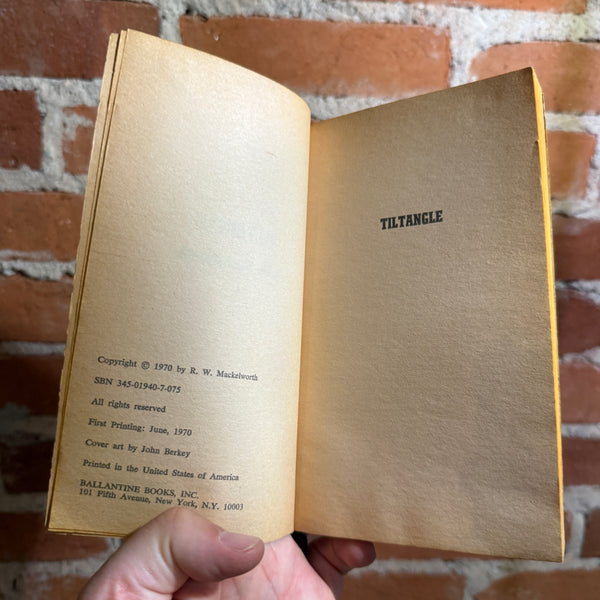 Copyright © 1970 by R. W. Mackelworth
SBN 345-01940-7-075
All rights reserved
First Printing: June, 1970
Cover art by John Berkey
Printed in the United States of America
BALLANTINE BOOKS, INC.
101 Fifth Avenue, New York, N.Y. 10003
TILTANGLE